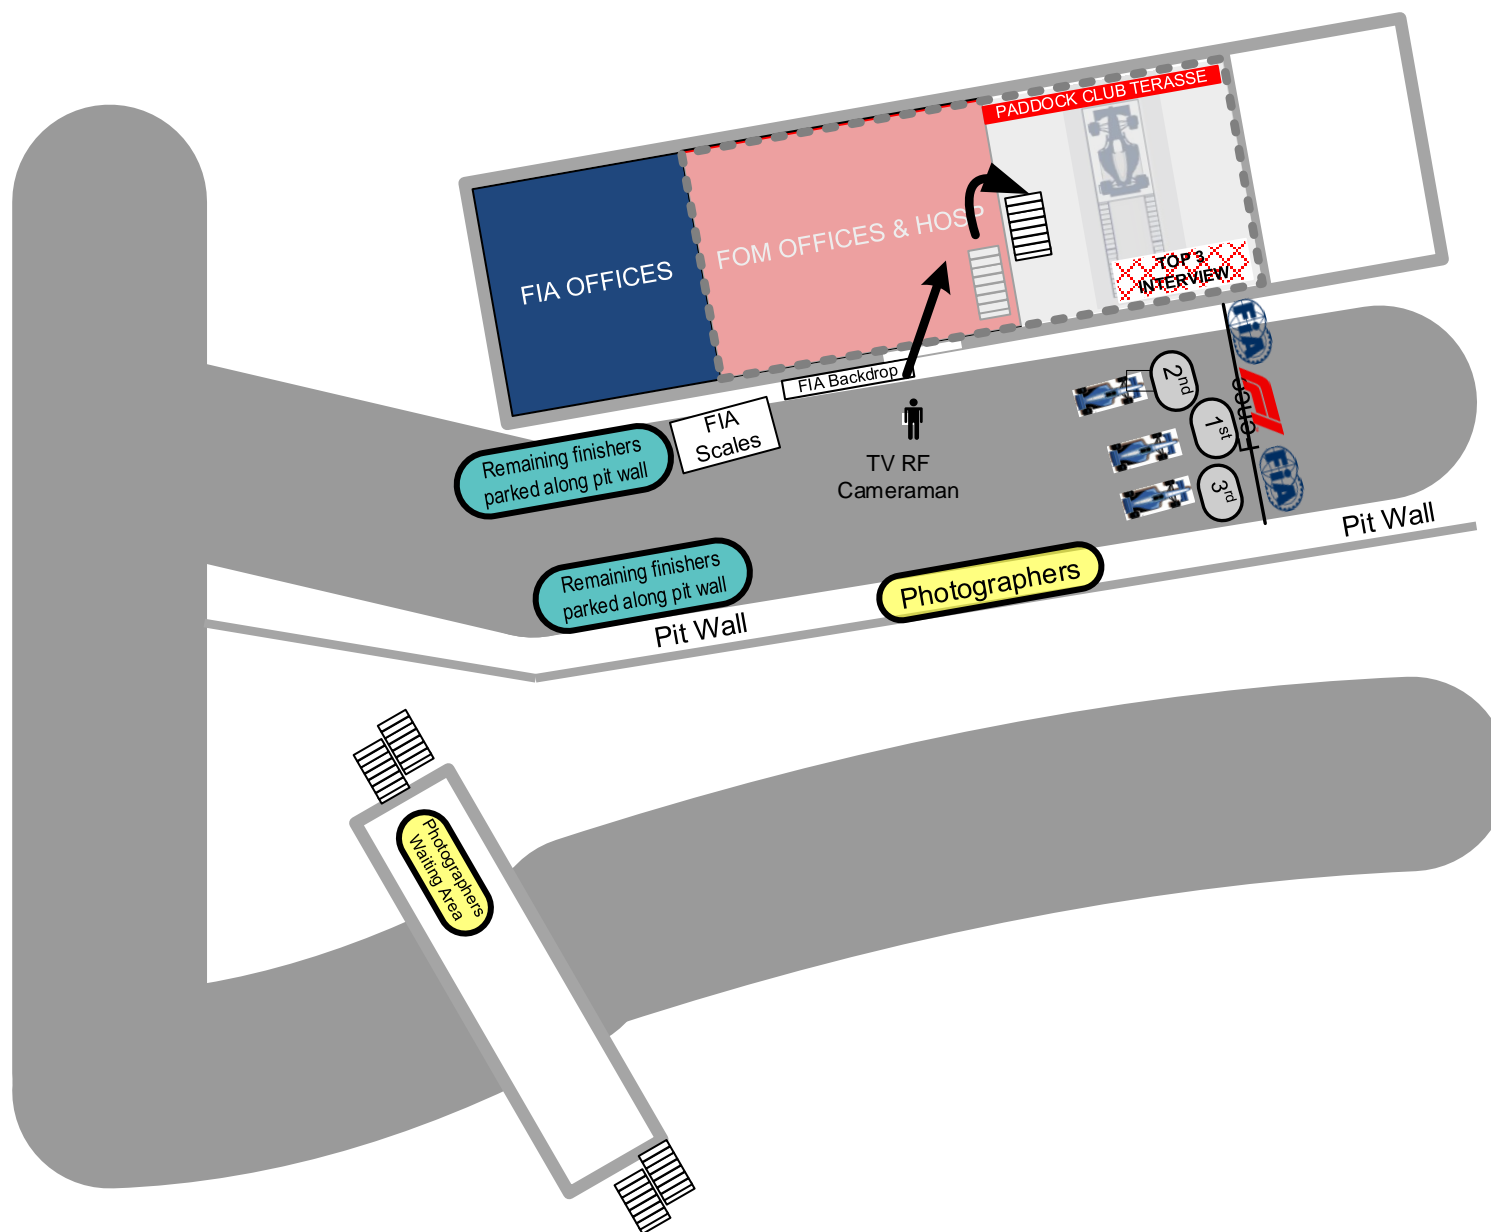 PADDOCK CLUB TERASSE
FOM OFFICES & HOSP
FIA OFFICES
TOP 3
INTERVIEW
FIA Backdrop
FIA
Scales
Remaining finishers
parked along pit wall
TV RF
Cameraman
2nd
1st
3rd
Fence
FiA
FiA
Pit Wall
Remaining finishers
parked along pit wall
Photographers
Pit Wall
Photographers
Waiting Area